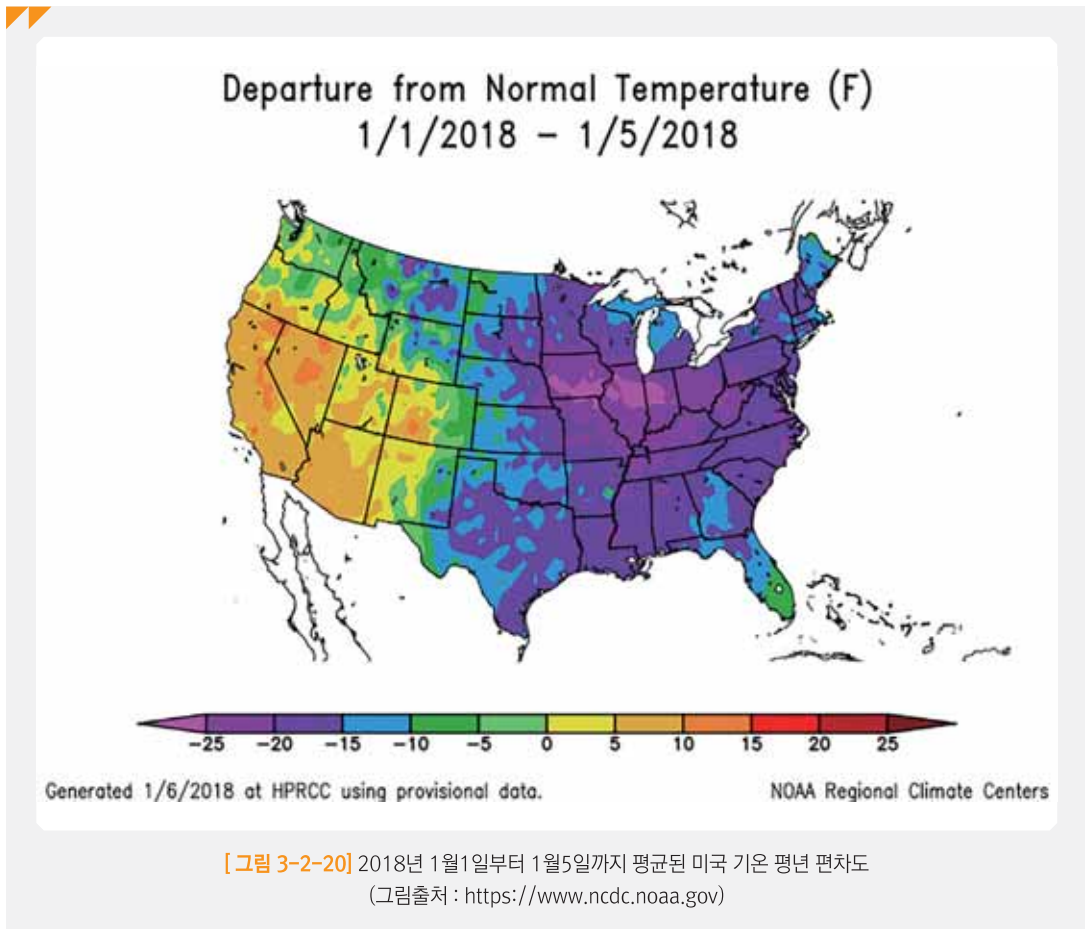 Departure from Normal Temperature (F)
1/1/2018 – 1/5/2018
-25 -20 -15 -10 -5 0 5 10 15 20 25
Generated 1/6/2018 at HPRCC using provisional data.
NOAA Regional Climate Centers
[ 그림 3-2-20] 2018년 1월1일부터 1월5일까지 평균된 미국 기온 평년 편차도
(그림출처 : https://www.ncdc.noaa.gov)